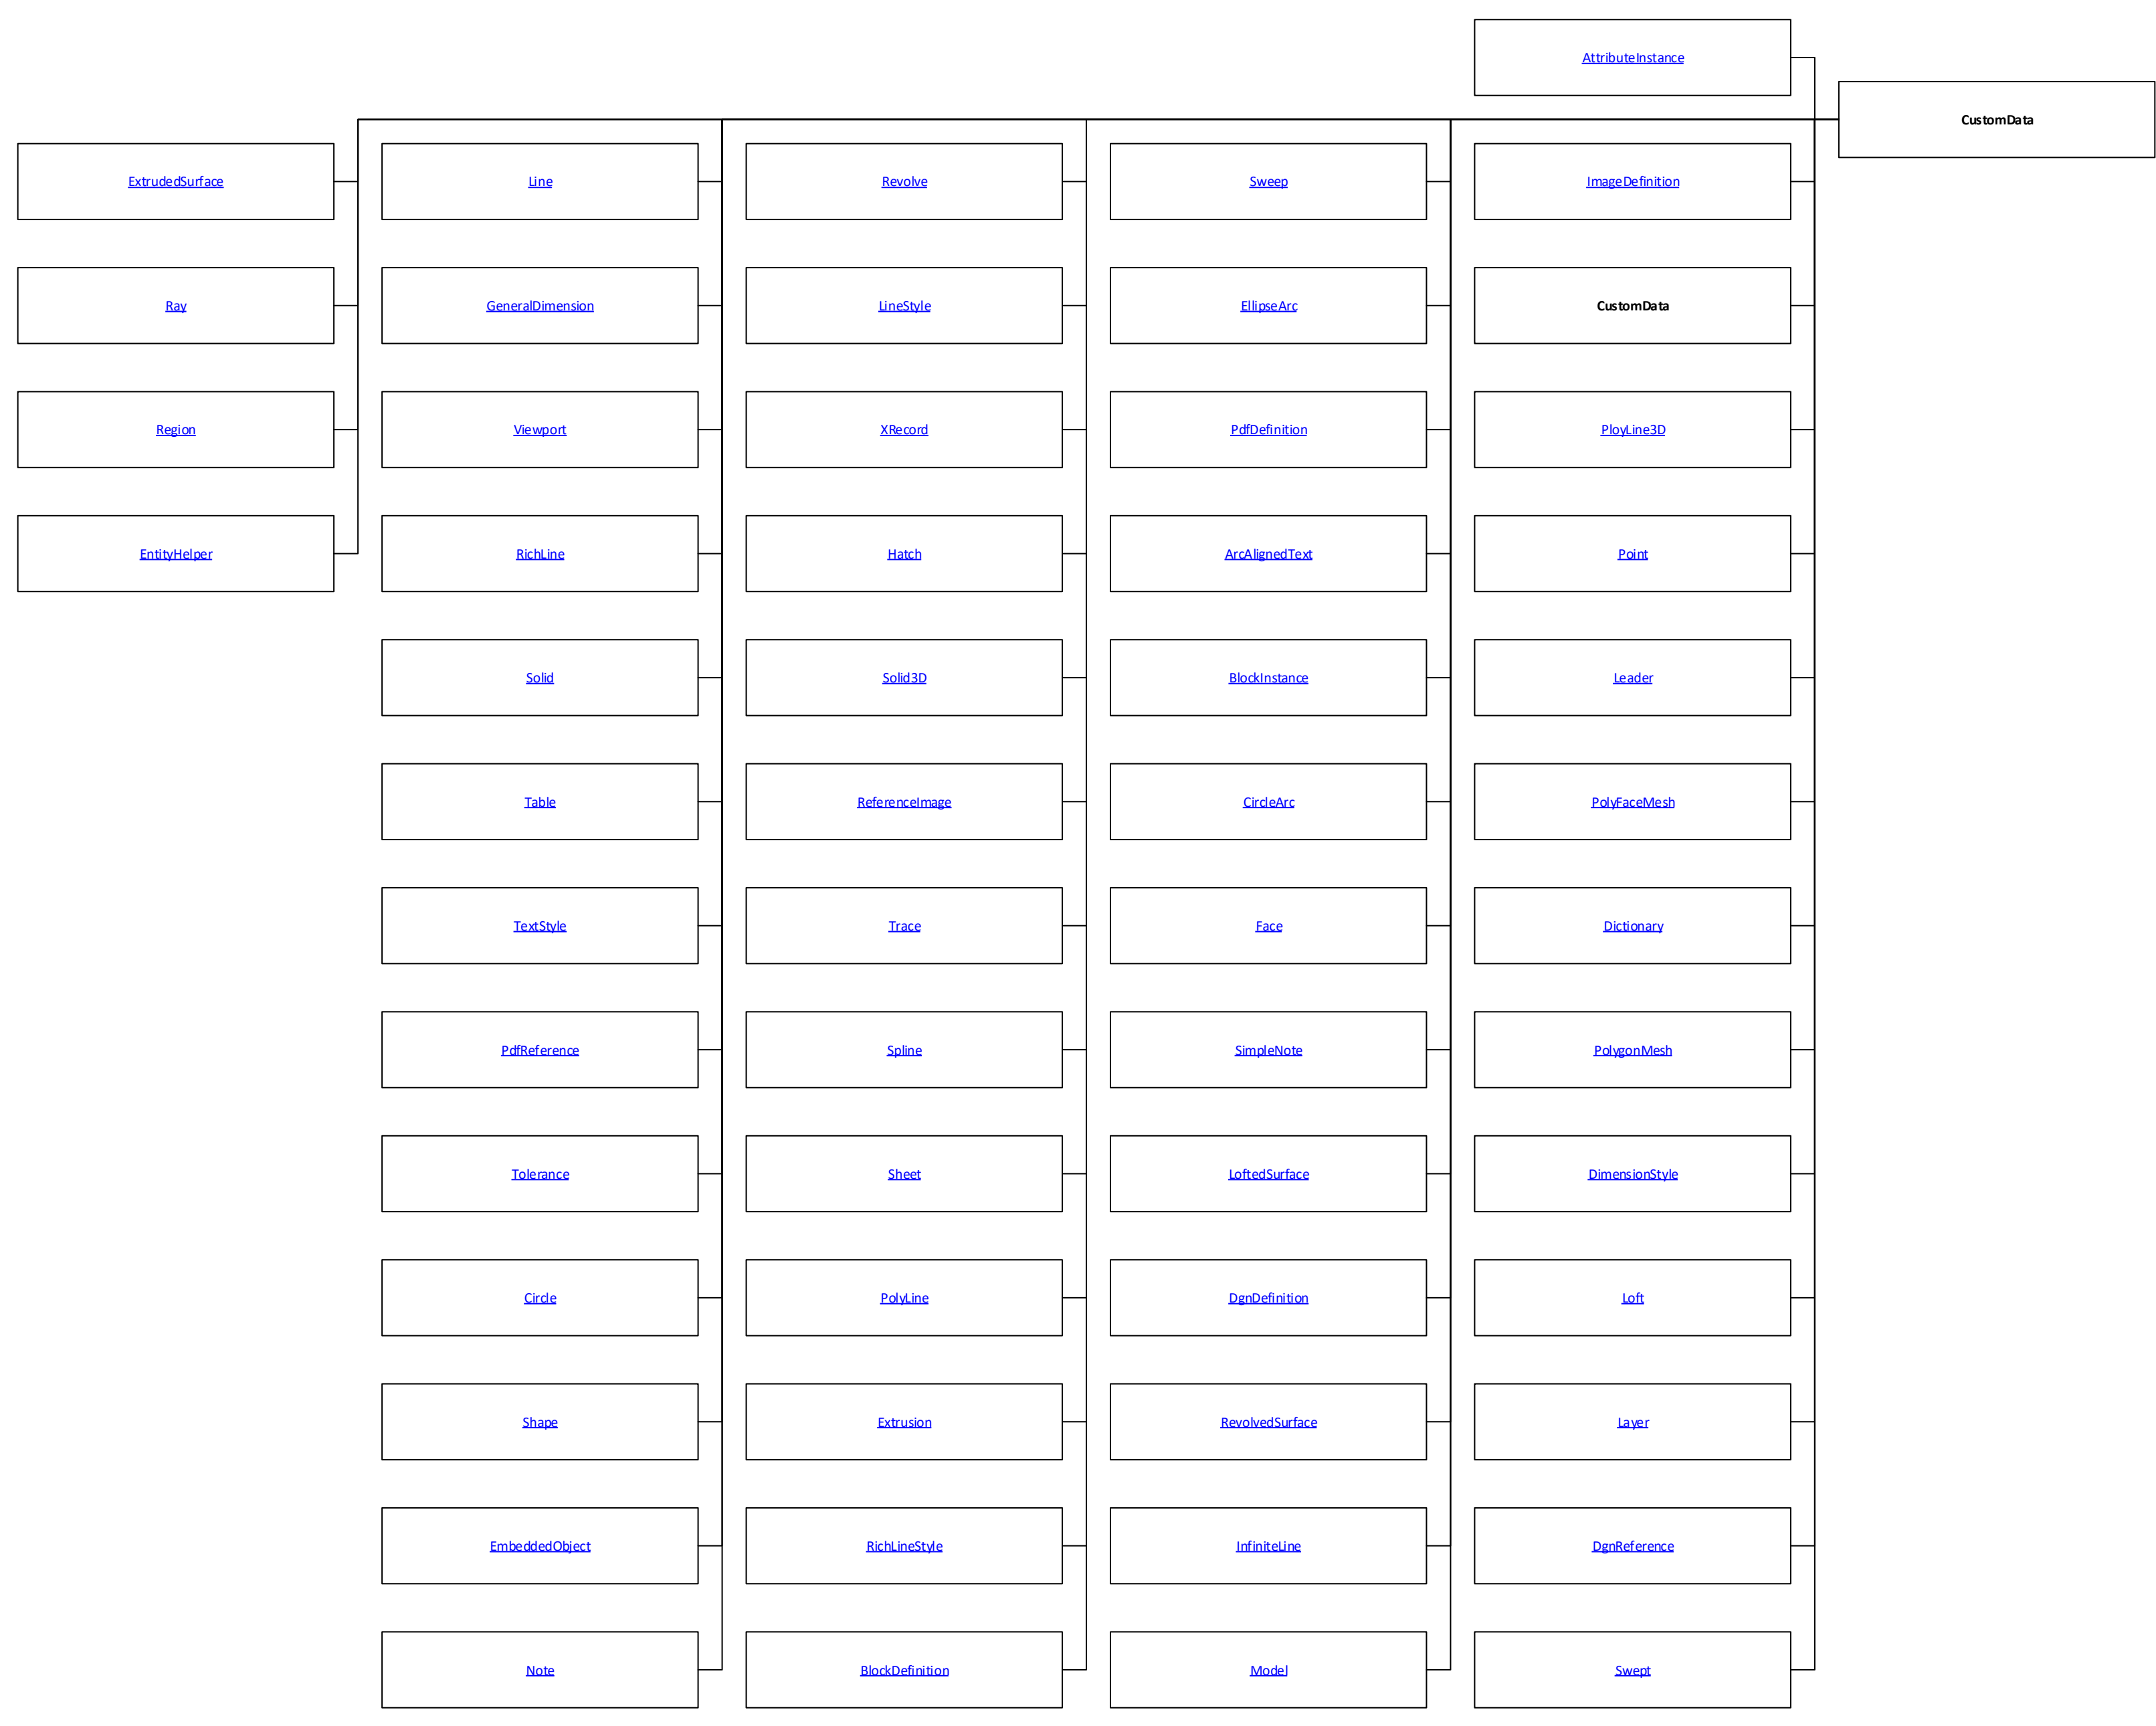 AttributeInstance
CustomData
ExtrudedSurface
Line
Revolve
Sweep
ImageDefinition
Ray
GeneralDimension
LineStyle
EllipseArc
CustomData
Region
Viewport
XRecord
PdfDefinition
PloyLine3D
EntityHelper
RichLine
Hatch
ArcAlignedText
Point
Solid
Solid3D
BlockInstance
Leader
Table
ReferenceImage
CircleArc
PolyFaceMesh
TextStyle
Trace
Face
Dictionary
PdfReference
Spline
SimpleNote
PolygonMesh
Tolerance
Sheet
LoftedSurface
DimensionStyle
Circle
PolyLine
DgnDefinition
Loft
Shape
Extrusion
RevolvedSurface
Layer
EmbeddedObject
RichLineStyle
InfiniteLine
DgnReference
Note
BlockDefinition
Model
Swept